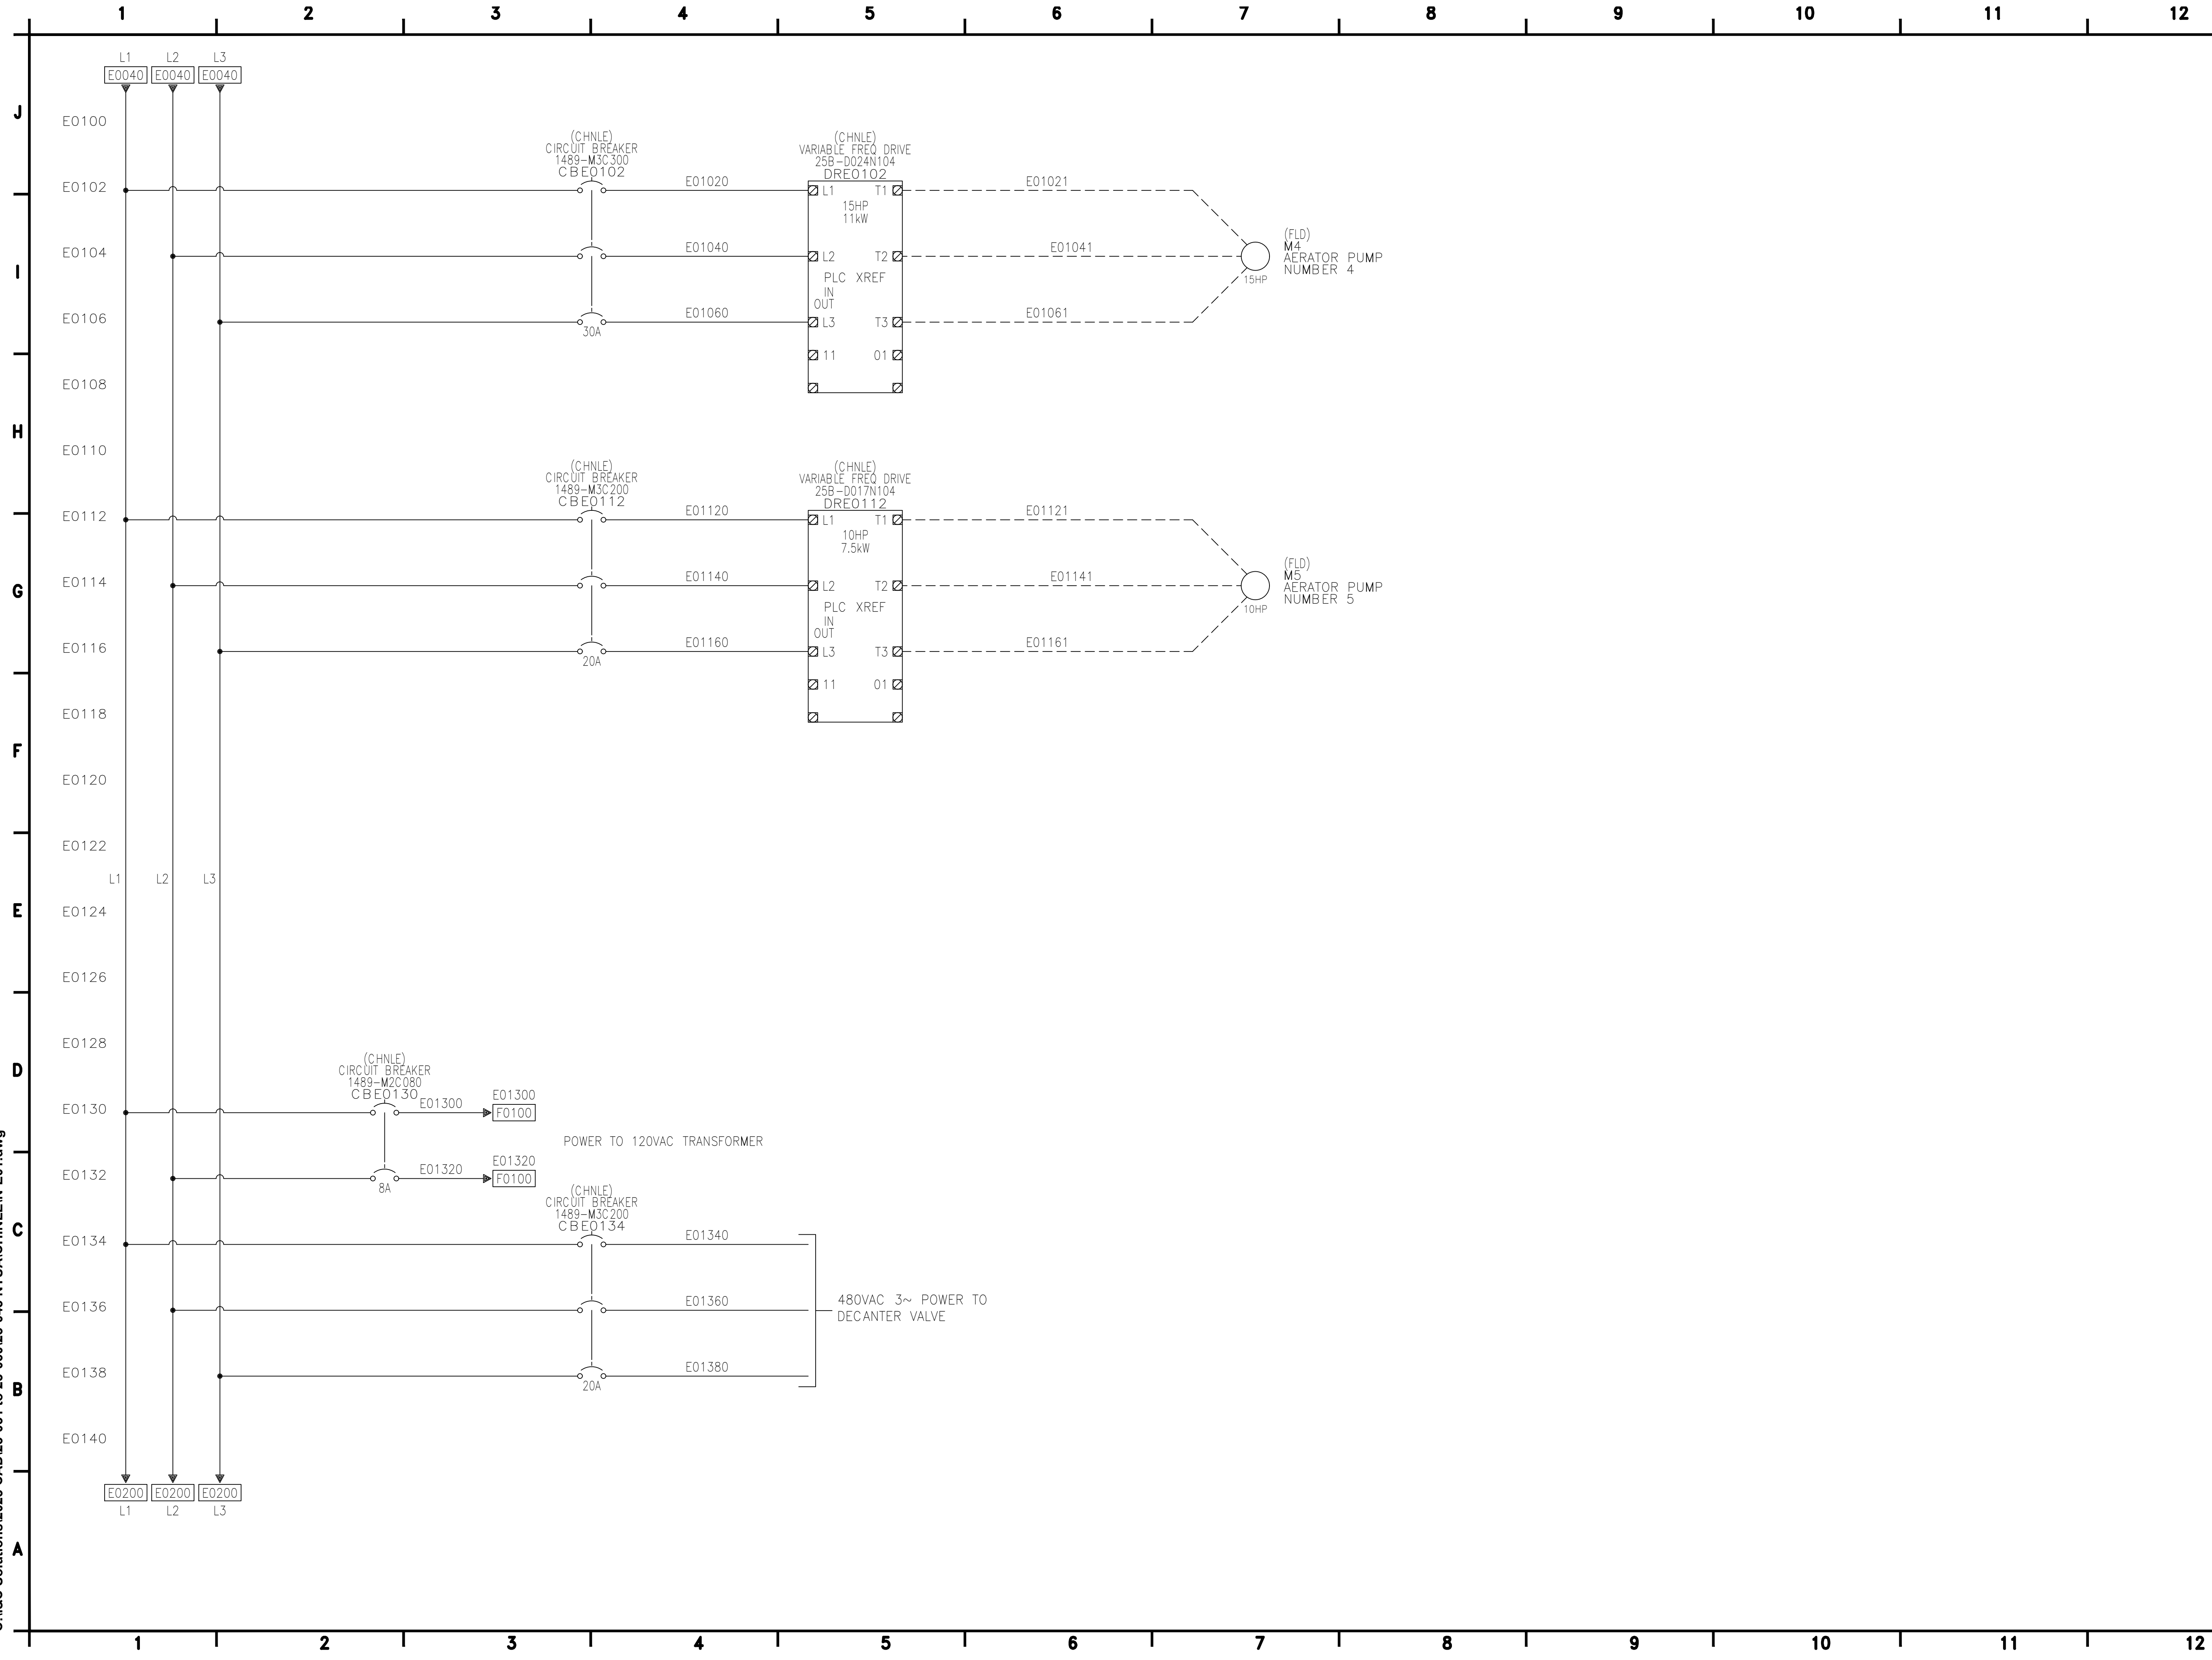 1 2 3 4 5 6 7 8 9 10 11 12
L1 L2 L3
E0040 E0040 E0040
J
E0100
(CHNLE)
CIRCUIT BREAKER
1489-M3C300
CBE0102
(CHNLE)
VARIABLE FREQ DRIVE
25B-D024N104
DRE0102
E0102
E01020
L1 T1
E01021
15HP
11kW
I
E0104
E01040
L2 T2
E01041
(FLD)
M4
AERATOR PUMP
NUMBER 4
15HP
PLC XREF
IN
OUT
E0106
30A
E01060
L3 T3
E01061
11 01
E0108
H
E0110
(CHNLE)
CIRCUIT BREAKER
1489-M3C200
CBE0112
(CHNLE)
VARIABLE FREQ DRIVE
25B-D017N104
DRE0112
E0112
E01120
L1 T1
E01121
10HP
7.5kW
G
E0114
E01140
L2 T2
E01141
(FLD)
M5
AERATOR PUMP
NUMBER 5
10HP
PLC XREF
IN
OUT
E0116
20A
E01160
L3 T3
E01161
11 01
E0118
F
E0120
E0122
L1 L2 L3
E
E0124
E0126
E0128
D
(CHNLE)
CIRCUIT BREAKER
1489-M2C080
CBE0130
E0130
E01300
E01300
F0100
POWER TO 120VAC TRANSFORMER
E0132
8A
E01320
E01320
F0100
C
(CHNLE)
CIRCUIT BREAKER
1489-M3C200
CBE0134
E0134
E01340
E0136
E01360
480VAC 3~ POWER TO
DECANTER VALVE
B
E0138
20A
E01380
E0140
E0200 E0200 E0200
L1 L2 L3
A
1 2 3 4 5 6 7 8 9 10 11 12